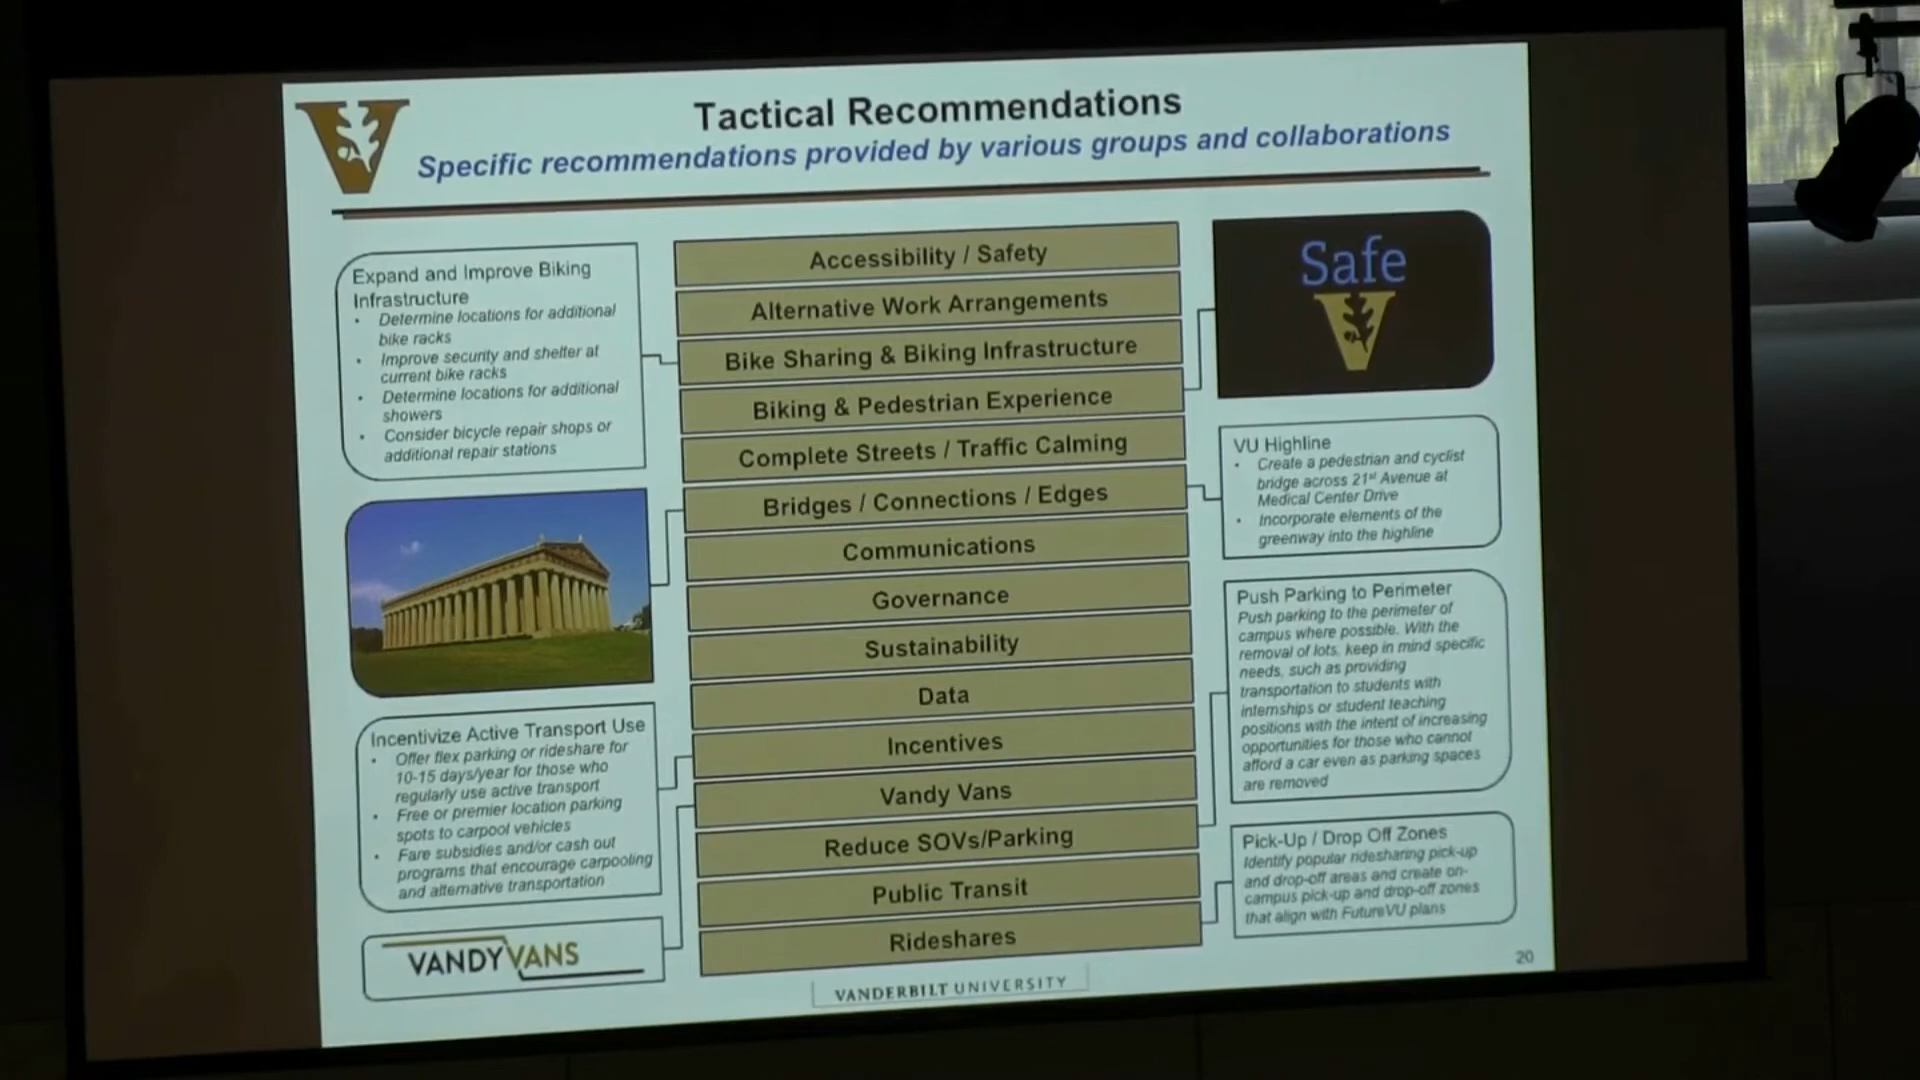 Tactical Recommendations
Specific recommendations provided by various groups and collaborations
Expand and Improve Biking
Infrastructure
• Determine locations for additional
bike racks
• Improve security and shelter at
current bike racks
• Determine locations for additional
showers
• Consider bicycle repair shops or
additional repair stations
Incentivize Active Transport Use
• Offer flex parking or rideshare for
10-15 days/year for those who
regularly use active transport
• Free or premier location parking
spots to carpool vehicles
• Fare subsidies and/or cash out
programs that encourage carpooling
and alternative transportation
VANDYVANS
Accessibility / Safety
Alternative Work Arrangements
Bike Sharing & Biking Infrastructure
Biking & Pedestrian Experience
Complete Streets / Traffic Calming
Bridges / Connections / Edges
Communications
Governance
Sustainability
Data
Incentives
Vandy Vans
Reduce SOVs/Parking
Public Transit
Rideshares
Safe
V
VU Highline
• Create a pedestrian and cyclist
bridge across 21st Avenue at
Medical Center Drive
• Incorporate elements of the
greenway into the highline
Push Parking to Perimeter
Push parking to the perimeter of
campus where possible. With the
removal of lots, keep in mind specific
needs, such as providing
transportation to students with
internships or student teaching
positions with the intent of increasing
opportunities for those who cannot
afford a car even as parking spaces
are removed
Pick-Up / Drop Off Zones
Identify popular ridesharing pick-up
and drop-off areas and create on-
campus pick-up and drop-off zones
that align with FutureVU plans
20
VANDERBILT UNIVERSITY